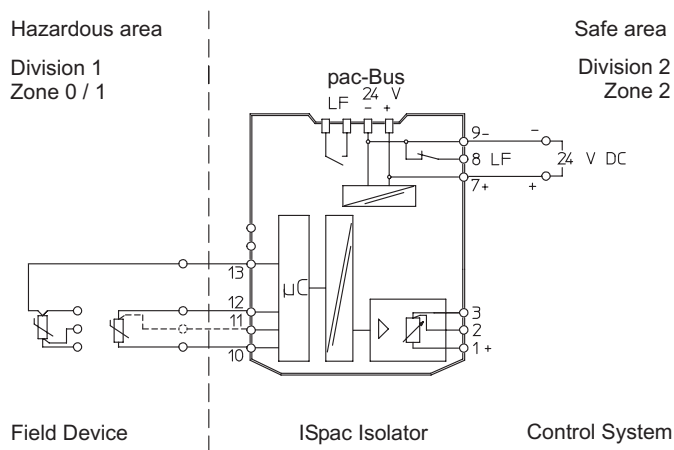 Hazardous area
Safe area
Division 1
Zone 0 / 1
Division 2
Zone 2
pac-Bus
LF 24 V
- +
9-
-
8 LF
24 V DC
7+
+
13
µC
12
11
10
3
2
1+
Field Device
ISpac Isolator
Control System